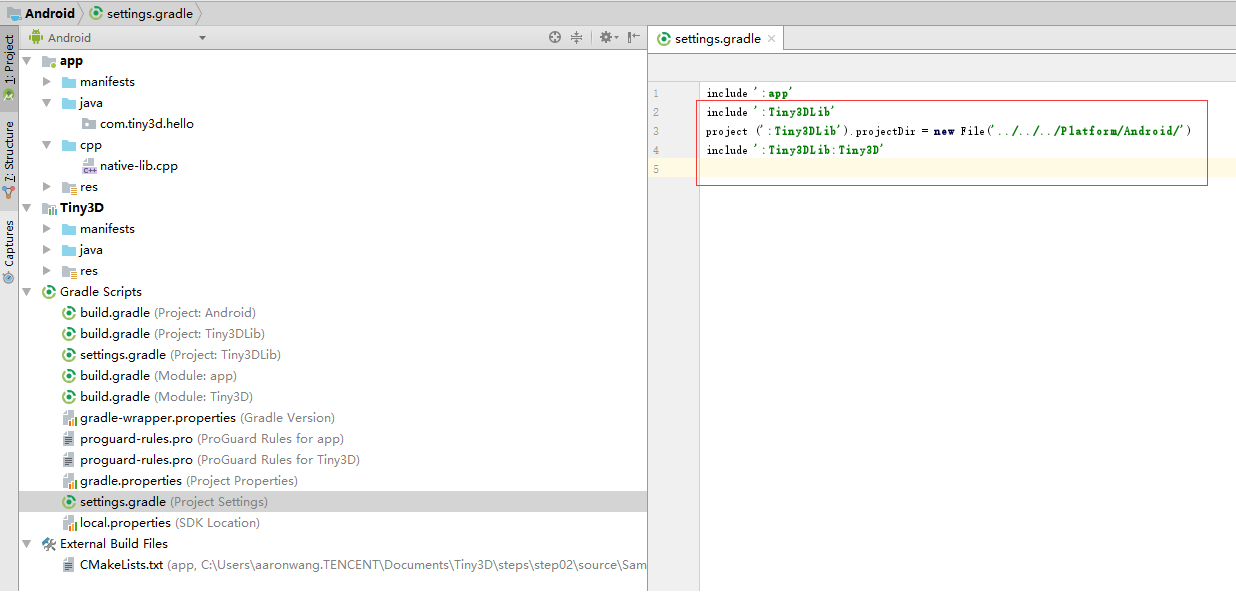 Android settings.gradle
Android
settings.gradle
1: Project
7: Structure
Captures
app
manifests
java
com.tiny3d.hello
cpp
native-lib.cpp
res
Tiny3D
manifests
java
res
Gradle Scripts
build.gradle (Project: Android)
build.gradle (Project: Tiny3DLib)
settings.gradle (Project: Tiny3DLib)
build.gradle (Module: app)
build.gradle (Module: Tiny3D)
gradle-wrapper.properties (Gradle Version)
proguard-rules.pro (ProGuard Rules for app)
proguard-rules.pro (ProGuard Rules for Tiny3D)
gradle.properties (Project Properties)
settings.gradle (Project Settings)
local.properties (SDK Location)
External Build Files
CMakeLists.txt (app, C:\Users\aaronwang.TENCENT\Documents\Tiny3D\steps\step02\source\Sam
1 include ':app'
2 include ':Tiny3DLib'
3 project (':Tiny3DLib').projectDir = new File('../../../Platform/Android/')
4 include ':Tiny3DLib:Tiny3D'
5